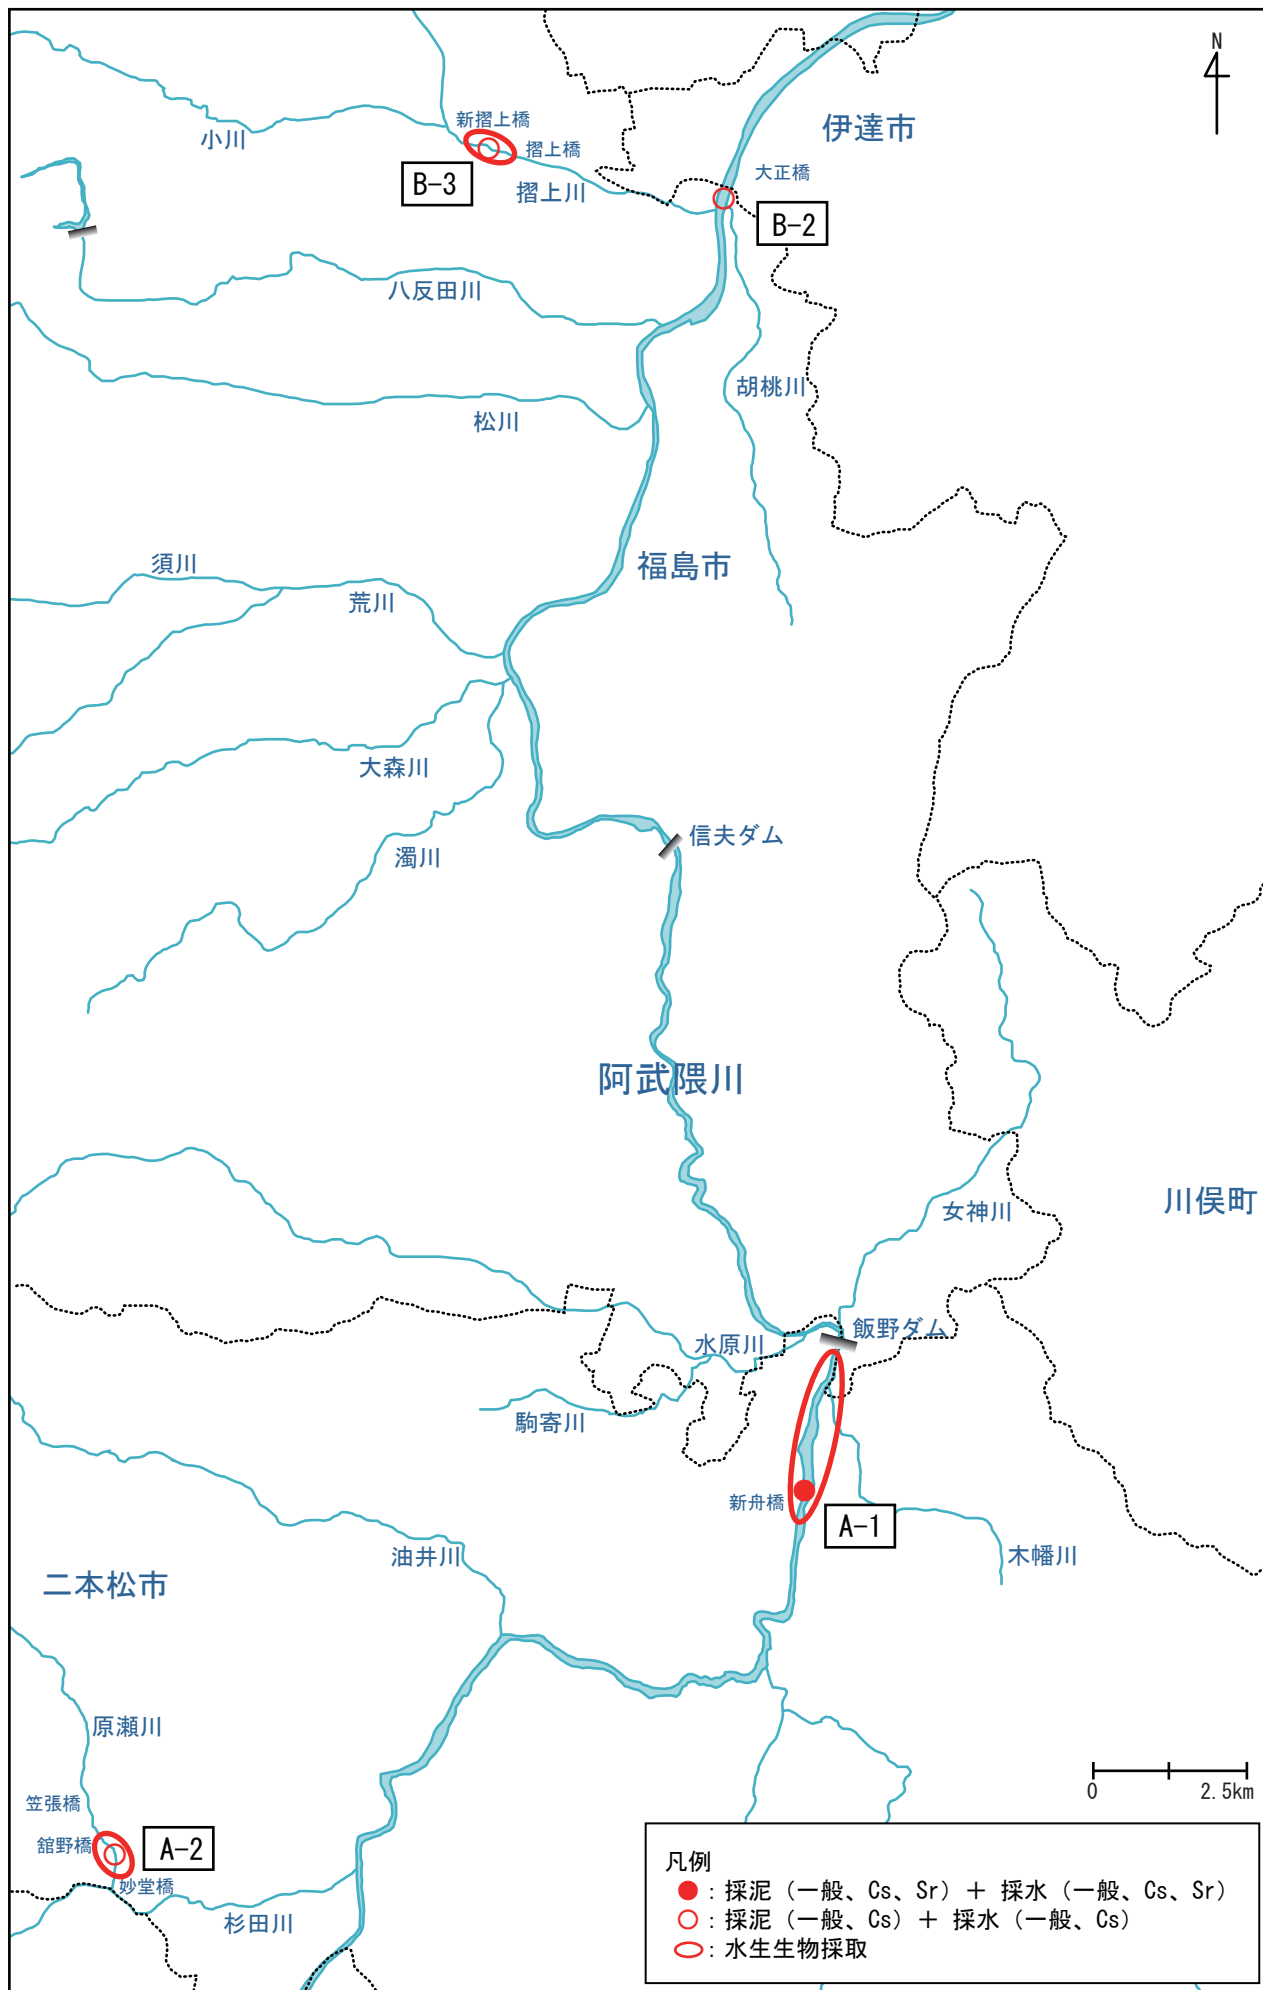 N
伊達市
新摺上橋
小川
摺上橋
大正橋
B-3
摺上川
B-2
八反田川
胡桃川
松川
須川
福島市
荒川
大森川
信夫ダム
濁川
阿武隈川
川俣町
女神川
飯野ダム
水原川
駒寄川
新舟橋
A-1
油井川
木幡川
二本松市
原瀬川
0 2.5km
笠張橋
舘野橋
A-2
妙堂橋
杉田川
凡例
: 採泥（一般、Cs、Sr）＋ 採水（一般、Cs、Sr）
: 採泥（一般、Cs）＋ 採水（一般、Cs）
: 水生生物採取